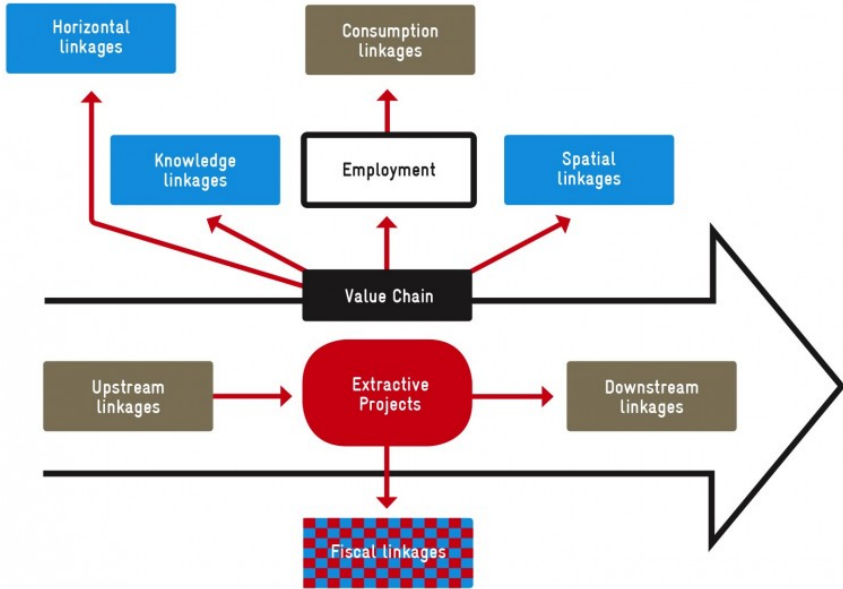 Horizontal
linkages
Consumption
linkages
Knowledge
linkages
Employment
Spatial
linkages
Value Chain
Upstream
linkages
Extractive
Projects
Downstream
linkages
Fiscal linkages